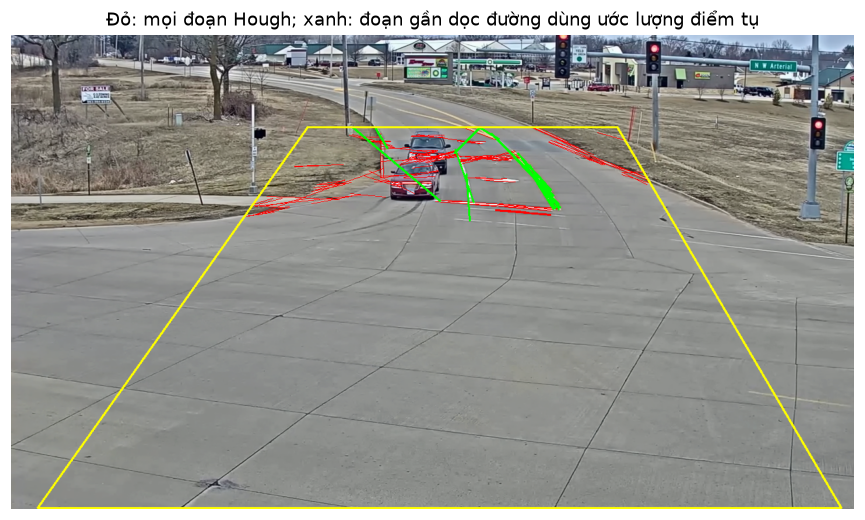 Đỏ: mọi đoạn Hough; xanh: đoạn gần dọc đường dùng ước lượng điểm tụ
N W Arterial
FOR SALE